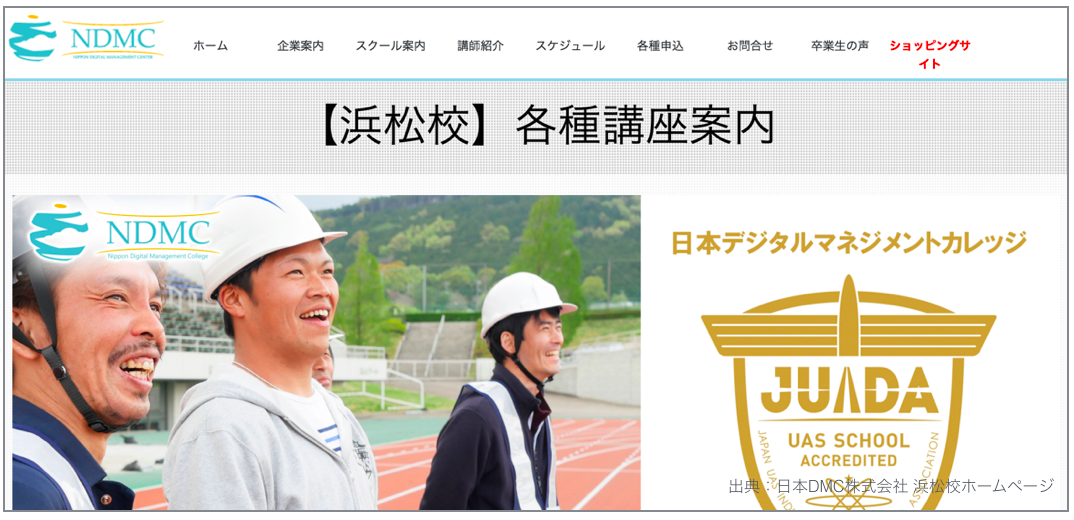 NDMC
NIPPON DIGITAL MANAGEMENT CENTER
ホーム
企業案内
スクール案内
講師紹介
スケジュール
各種申込
お問合せ
卒業生の声
ショッピングサ
イト
【浜松校】各種講座案内
NDMC
Nippon Digital Management College
日本デジタルマネジメントカレッジ
JUIDA
UAS SCHOOL
ACCREDITED
JAPAN UAS IND
ASSOCIATION
出典：日本DMC株式会社 浜松校ホームページ